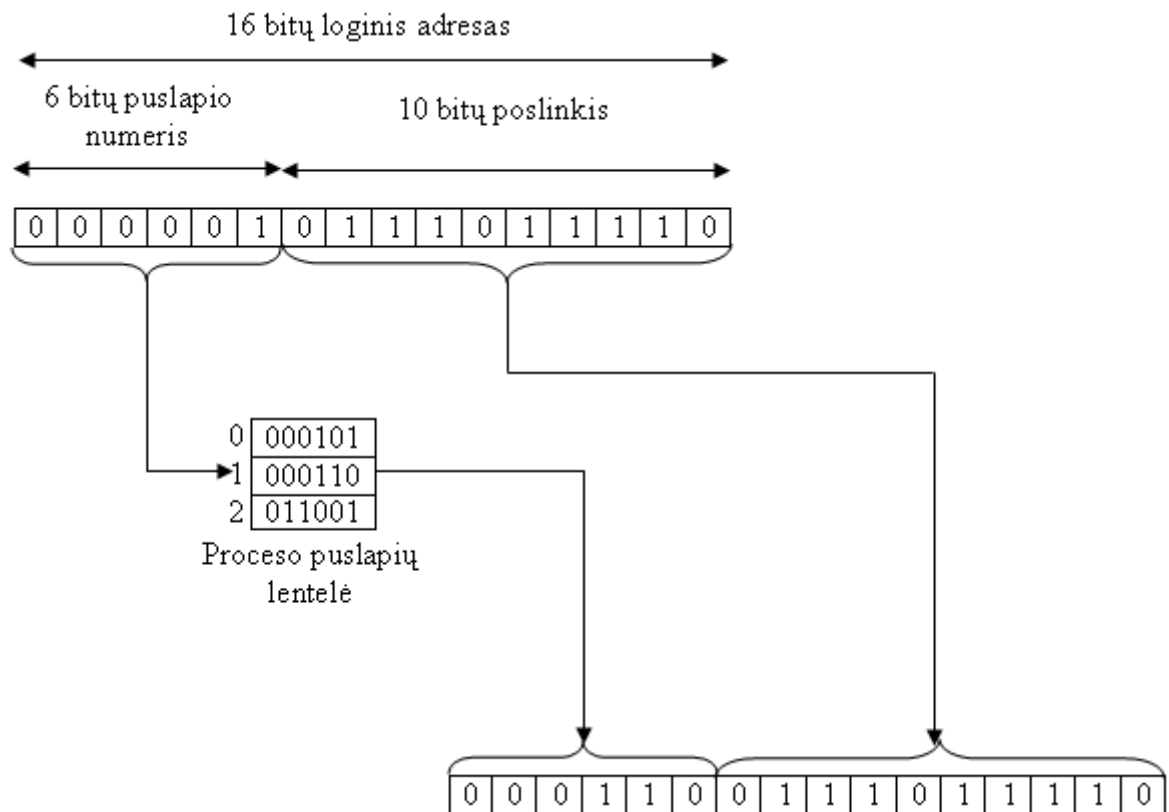 16 bitų loginis adresas
6 bitų puslapio
numeris
10 bitų poslinkis
0 0 0 0 0 1 0 1 1 1 0 1 1 1 1 0
0 000101
1 000110
2 011001
Proceso puslapių
lentelė
0 0 0 1 1 0 0 1 1 1 0 1 1 1 1 0